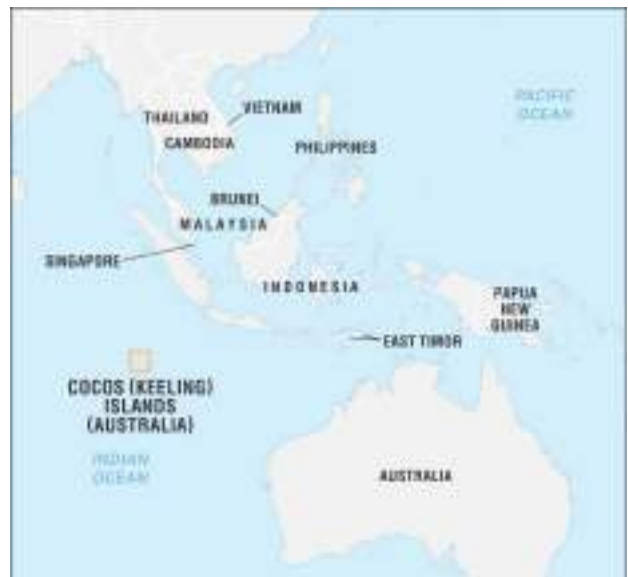 PACIFIC
OCEAN
THAILAND
VIETNAM
CAMBODIA
PHILIPPINES
BRUNEI
MALAYSIA
SINGAPORE
INDONESIA
PAPUA
NEW
GUINEA
EAST TIMOR
COCOS (KEELING)
ISLANDS
(AUSTRALIA)
INDIAN
OCEAN
AUSTRALIA